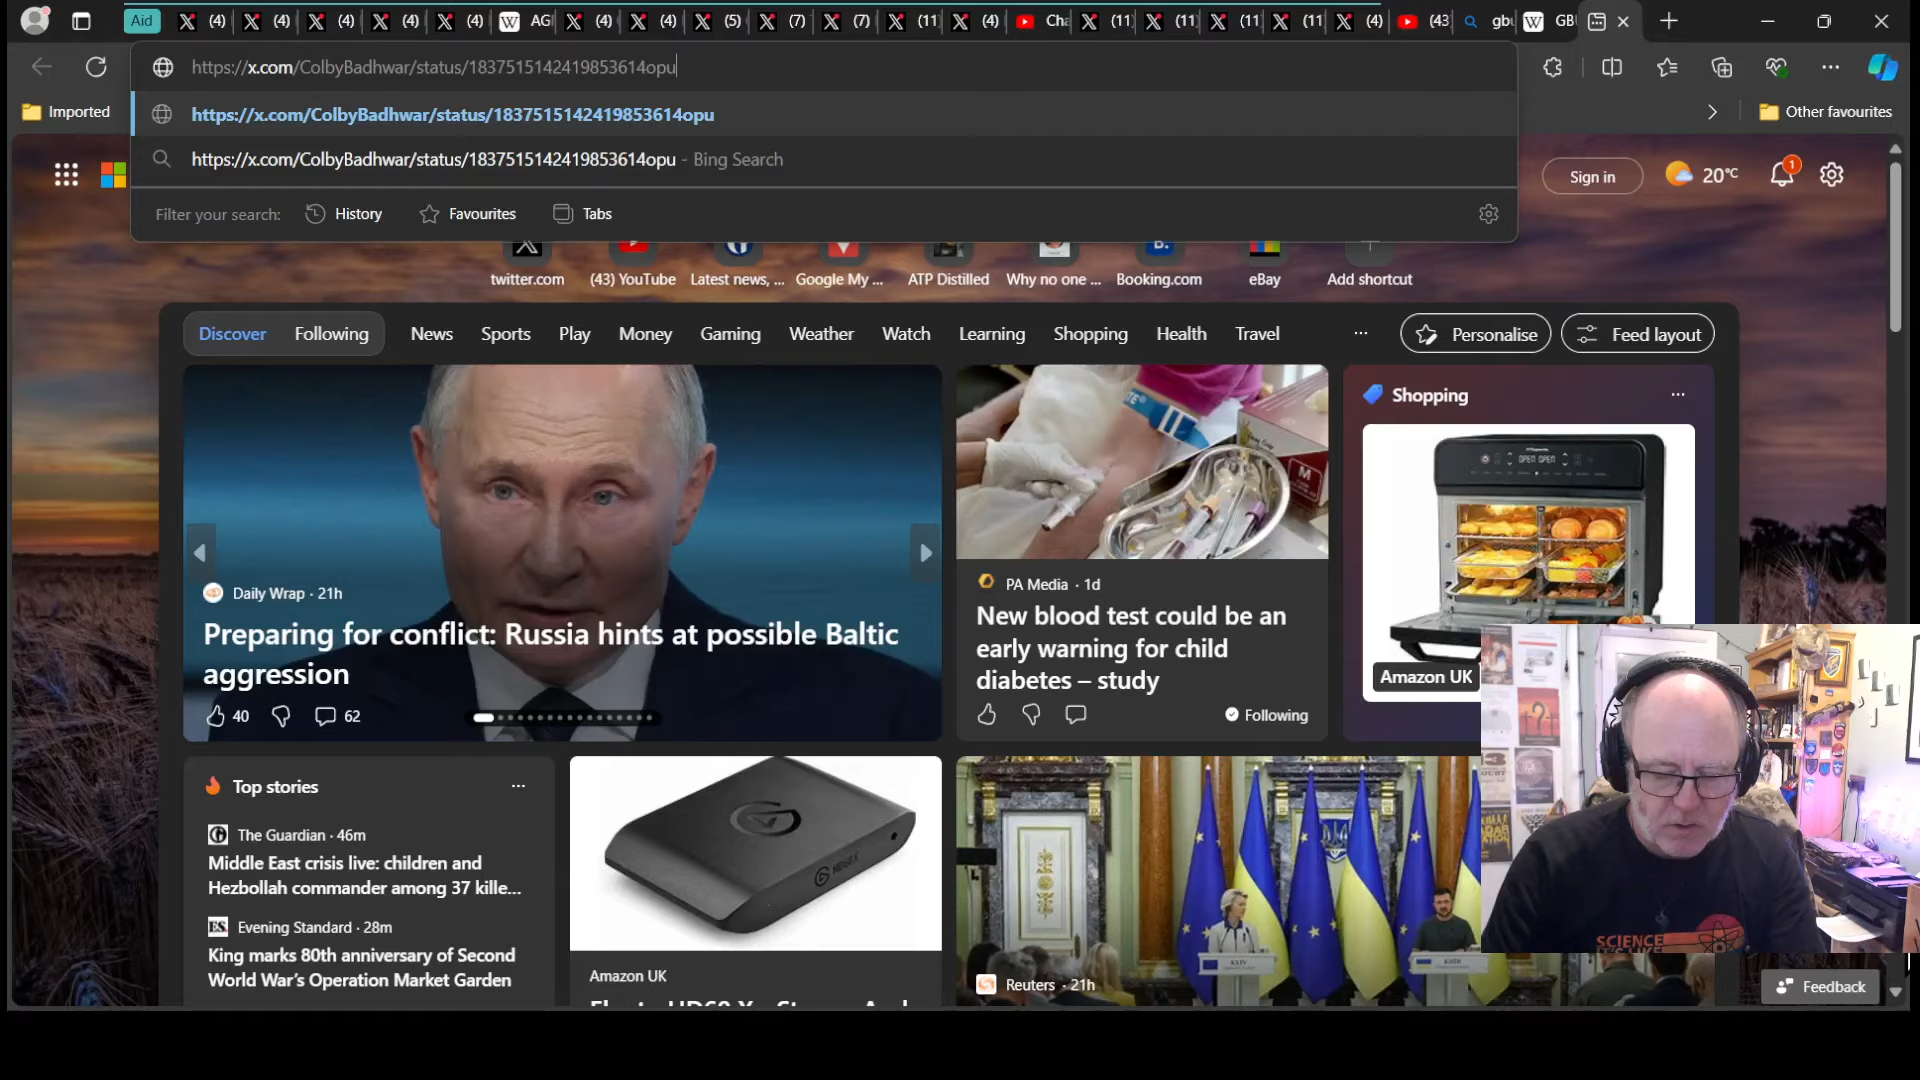 Aid (4) (4) (4) (4) (4) AG (4) (4) (5) (7) (7) (11 (4) Cha (11 (11 (11 (11 (4) (43 gbu GBU
https://x.com/ColbyBadhwar/status/1837515142419853614opu
Imported
Other favourites
https://x.com/ColbyBadhwar/status/1837515142419853614opu
https://x.com/ColbyBadhwar/status/1837515142419853614opu - Bing Search
Filter your search: History Favourites Tabs
Sign in
20°C
1
twitter.com (43) YouTube Latest news, ... Google My ... ATP Distilled Why no one ... Booking.com eBay Add shortcut
Discover Following News Sports Play Money Gaming Weather Watch Learning Shopping Health Travel ... Personalise Feed layout
Daily Wrap · 21h
Preparing for conflict: Russia hints at possible Baltic
aggression
40 62
PA Media · 1d
New blood test could be an
early warning for child
diabetes – study
Following
Shopping
Amazon UK
Top stories
The Guardian · 46m
Middle East crisis live: children and
Hezbollah commander among 37 kille...
Evening Standard · 28m
King marks 80th anniversary of Second
World War's Operation Market Garden
Amazon UK
Reuters · 21h
SCIENCE
Feedback